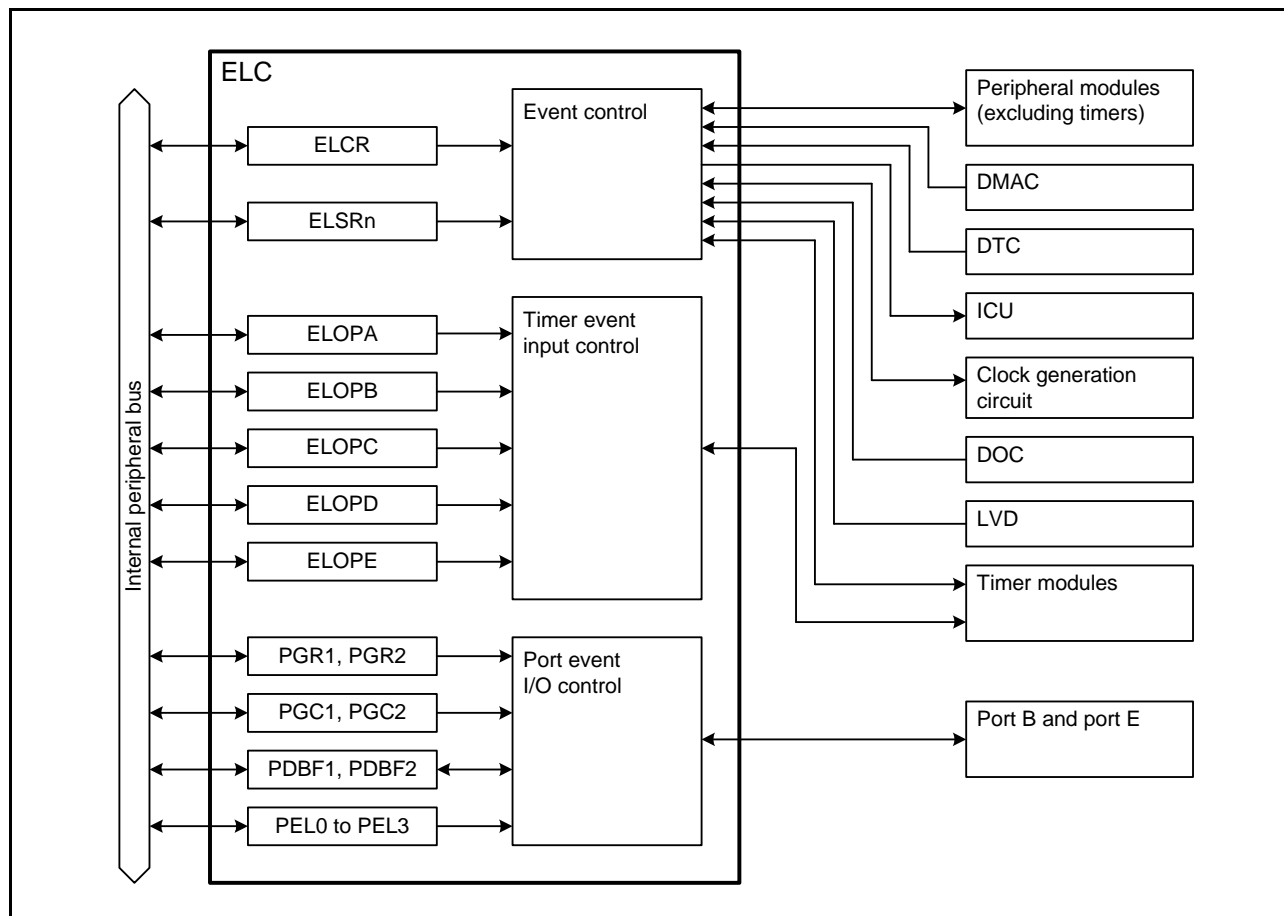 ELC
Internal peripheral bus
ELCR
ELSRn
ELOPA
ELOPB
ELOPC
ELOPD
ELOPE
PGR1, PGR2
PGC1, PGC2
PDBF1, PDBF2
PEL0 to PEL3
Event control
Timer event
input control
Port event
I/O control
Peripheral modules
(excluding timers)
DMAC
DTC
ICU
Clock generation
circuit
DOC
LVD
Timer modules
Port B and port E